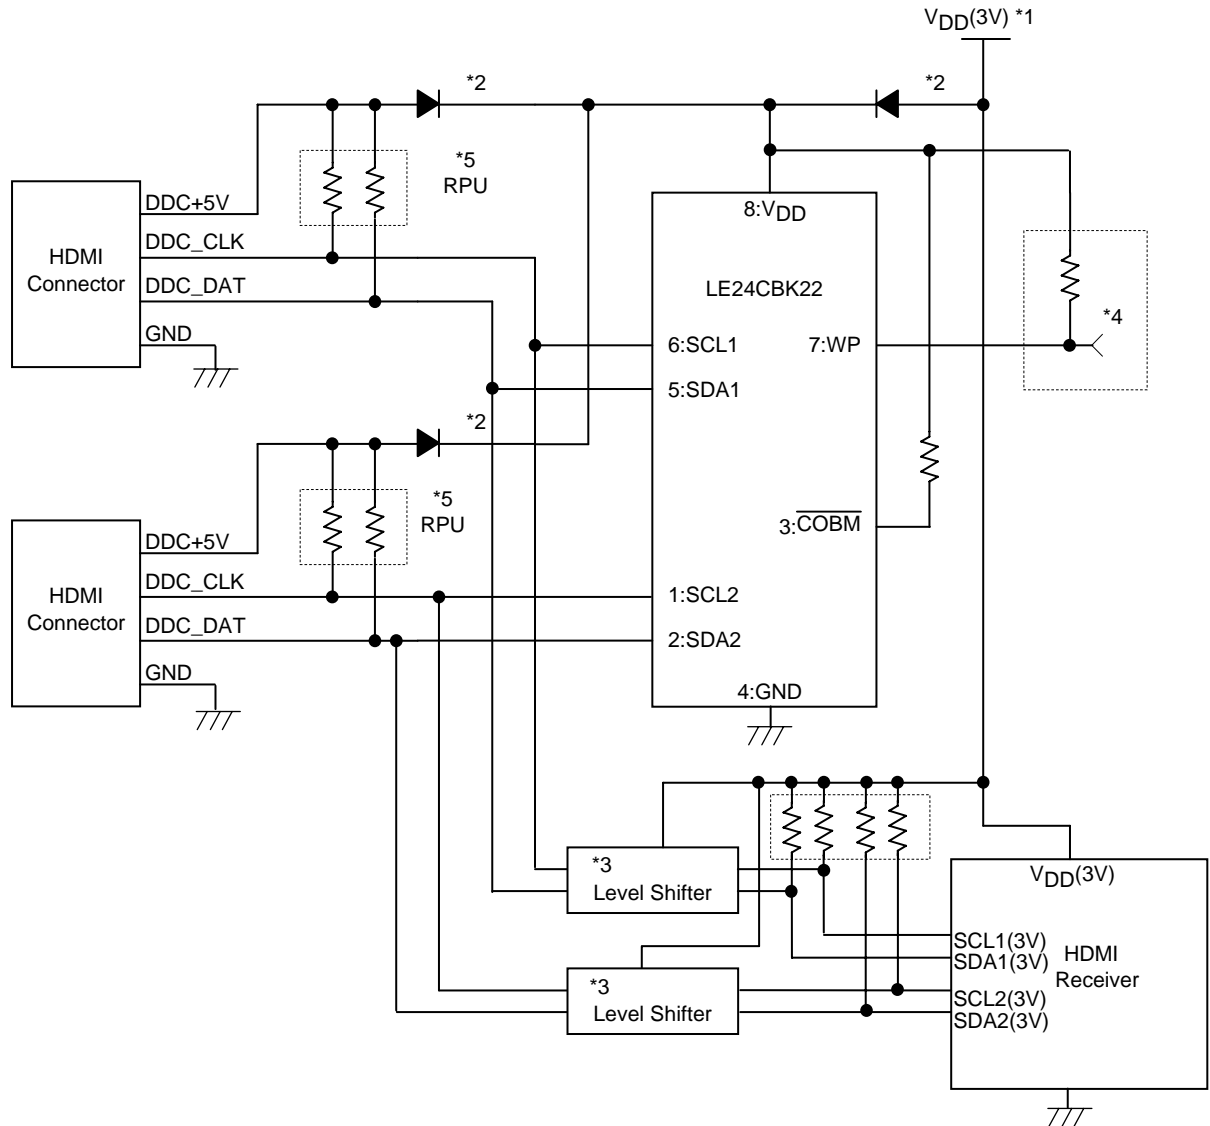 VDD(3V) *1
*2
*2
*5
RPU
HDMI
Connector
DDC+5V
DDC_CLK
DDC_DAT
GND
8:VDD
LE24CBK22
6:SCL1
5:SDA1
7:WP
*4
*2
*5
RPU
HDMI
Connector
DDC+5V
DDC_CLK
DDC_DAT
GND
3:COBM
1:SCL2
2:SDA2
4:GND
*3
Level Shifter
*3
Level Shifter
VDD(3V)
SCL1(3V)
SDA1(3V)
SCL2(3V)
SDA2(3V)
HDMI
Receiver